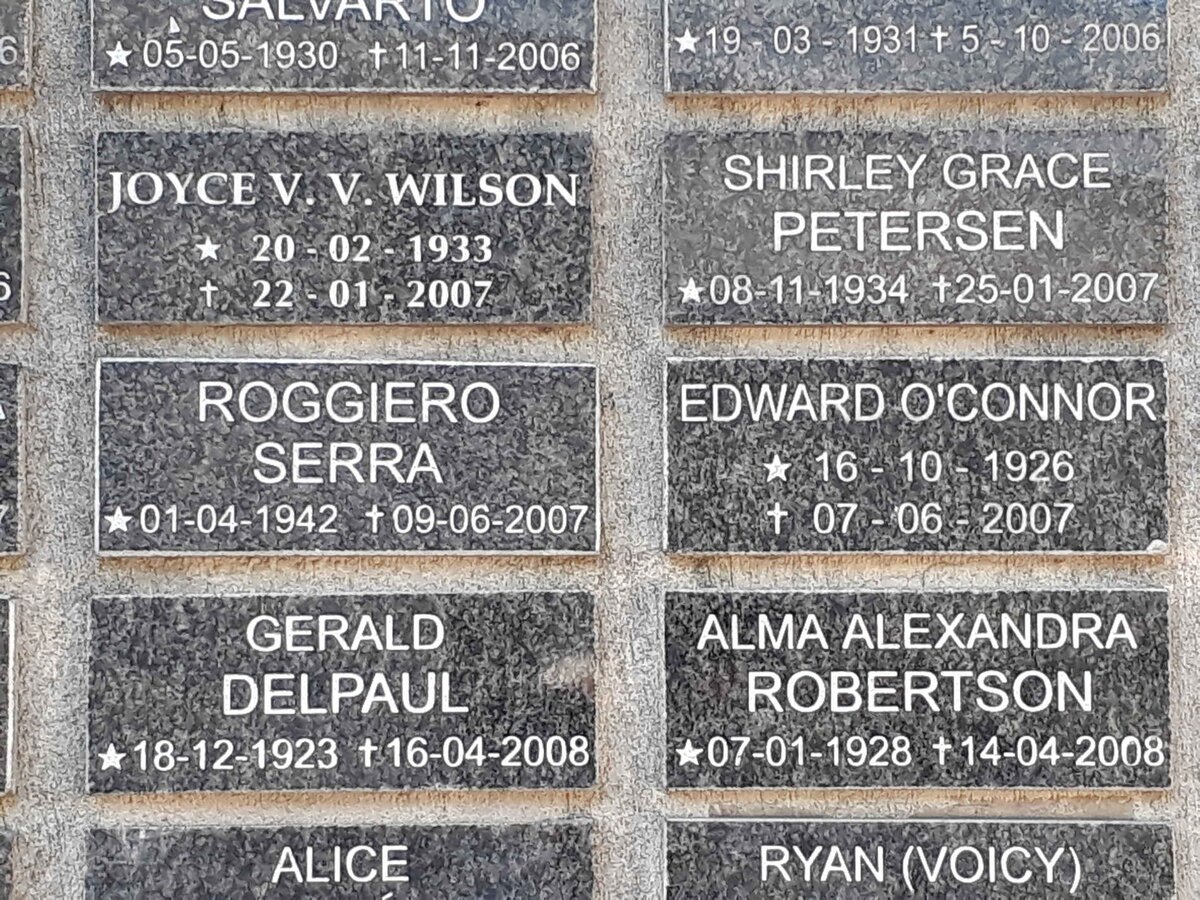 SALVARTO
★05-05-1930 ✝11-11-2006
★19 - 03 - 1931 ✝ 5 - 10 - 2006
JOYCE V. V. WILSON
★ 20 - 02 - 1933
✝ 22 - 01 - 2007
SHIRLEY GRACE
PETERSEN
★08-11-1934 ✝25-01-2007
ROGGIERO
SERRA
★01-04-1942 ✝09-06-2007
EDWARD O'CONNOR
★ 16 - 10 - 1926
✝ 07 - 06 - 2007
GERALD
DELPAUL
★18-12-1923 ✝16-04-2008
ALMA ALEXANDRA
ROBERTSON
★07-01-1928 ✝14-04-2008
ALICE
RYAN (VOICY)